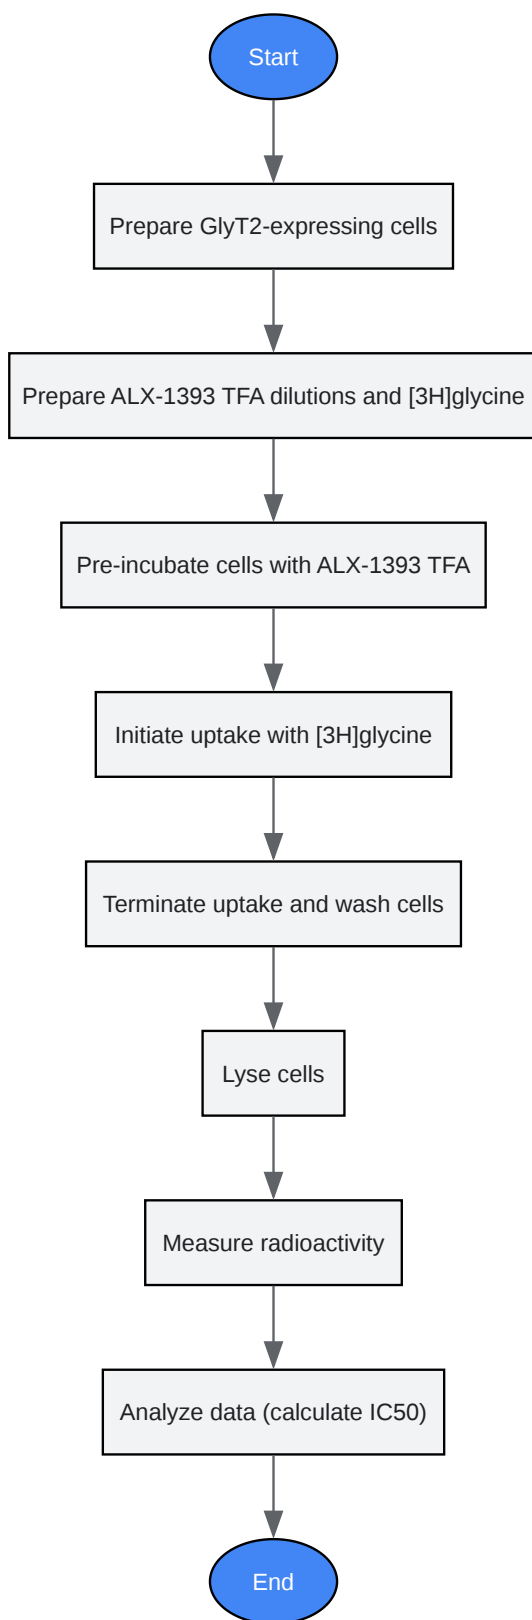 Start
Prepare GlyT2-expressing cells
Prepare ALX-1393 TFA dilutions and [3H]glycine
Pre-incubate cells with ALX-1393 TFA
Initiate uptake with [3H]glycine
Terminate uptake and wash cells
Lyse cells
Measure radioactivity
Analyze data (calculate IC50)
End